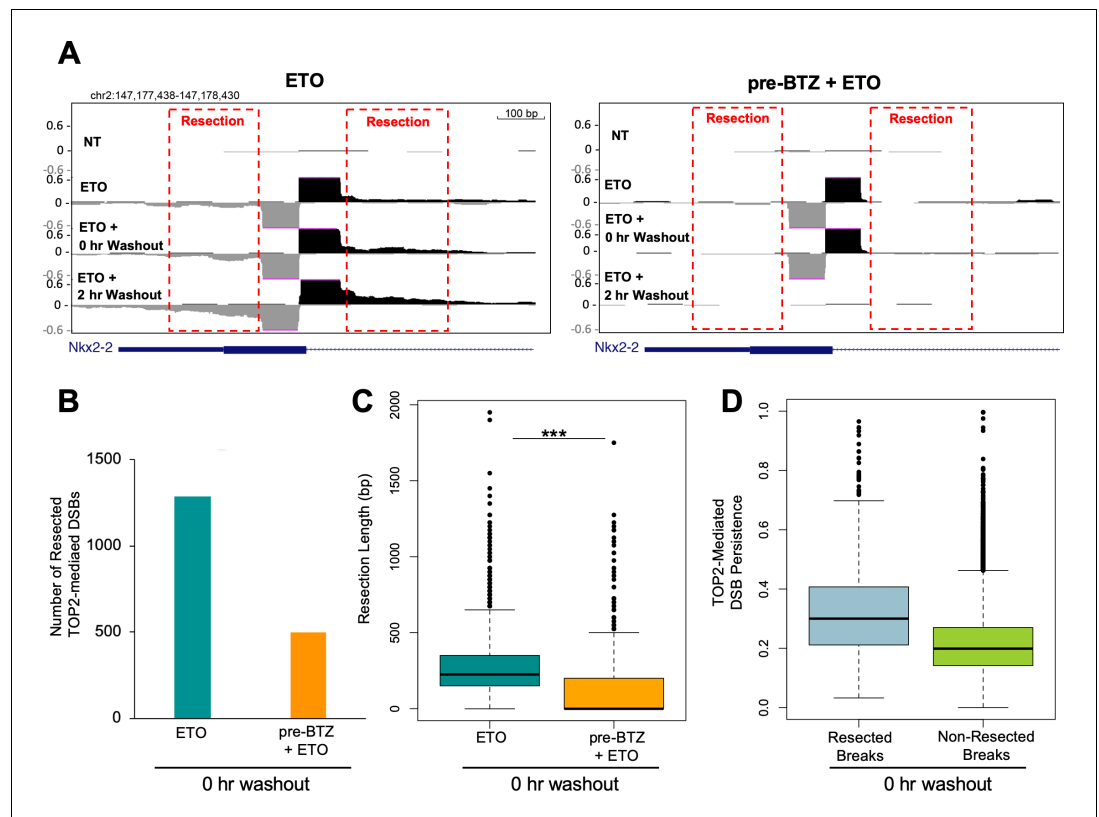 A
ETO
pre-BTZ + ETO
chr2:147,177,438-147,178,430
Resection
Resection
100 bp
0.6
NT
0
-0.6
0.6
ETO
0
-0.6
ETO +
0.6
0 hr Washout
0
-0.6
ETO +
0.6
2 hr Washout
0
-0.6
Nkx2-2
Resection
Resection
0.6
NT
0
-0.6
0.6
ETO
0
-0.6
ETO +
0.6
0 hr Washout
0
-0.6
ETO +
0.6
2 hr Washout
0
-0.6
Nkx2-2
B
Number of Resected
TOP2-mediaed DSBs
1500
1000
500
0
ETO
pre-BTZ
+ ETO
0 hr washout
C
Resection Length (bp)
2000
1500
1000
500
0
***
ETO
pre-BTZ
+ ETO
0 hr washout
D
TOP2-Mediated
DSB Persistence
1.0
0.8
0.6
0.4
0.2
0.0
Resected
Breaks
Non-Resected
Breaks
0 hr washout